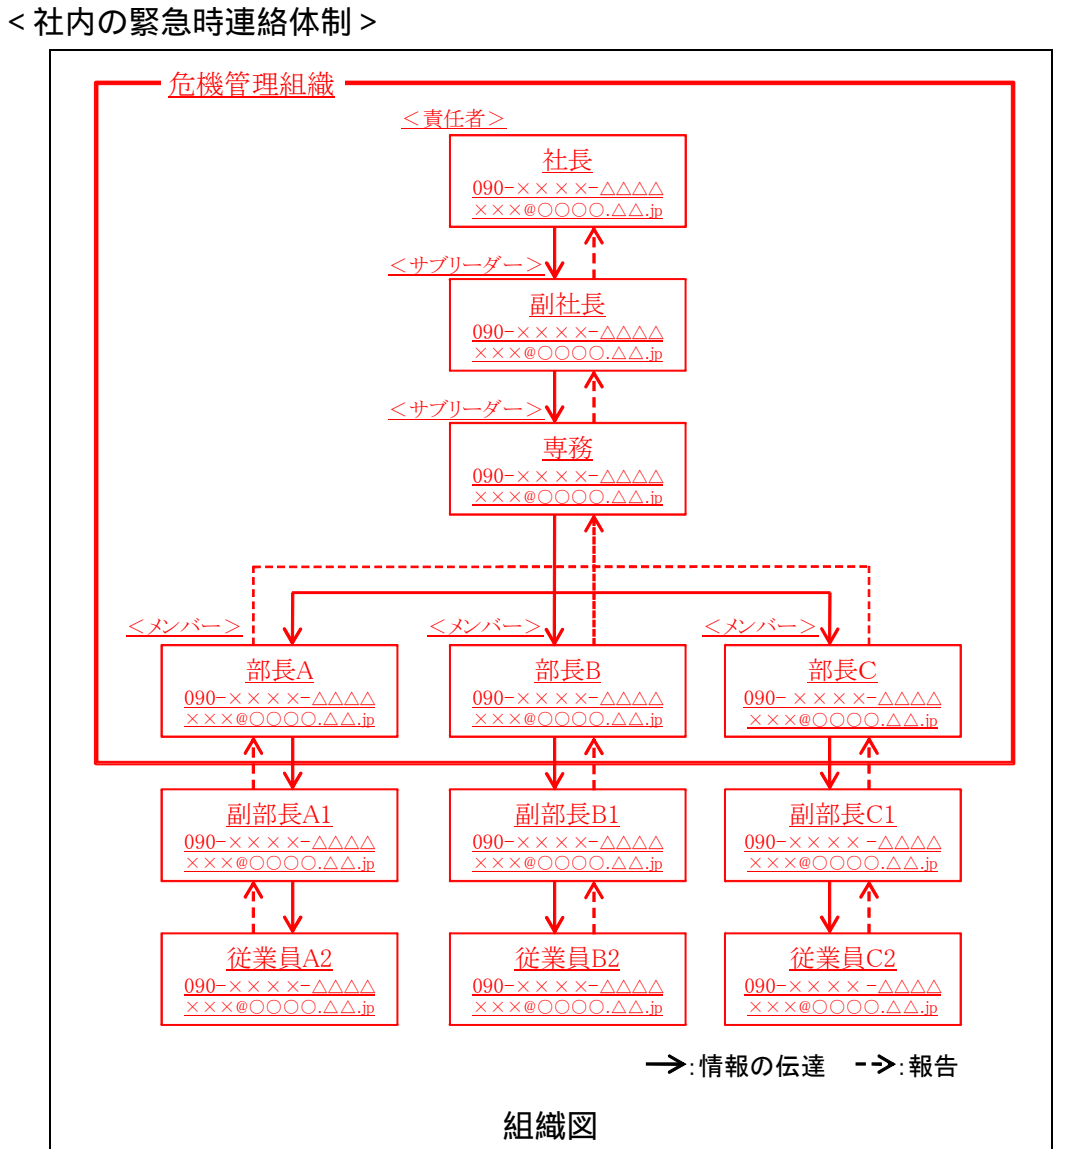 <社内の緊急時連絡体制>
危機管理組織
<責任者>
社長
090-××××-△△△△
×××@○○○○.△△.jp
<サブリーダー>
副社長
090-××××-△△△△
×××@○○○○.△△.jp
<サブリーダー>
専務
090-××××-△△△△
×××@○○○○.△△.jp
<メンバー> <メンバー> <メンバー>
部長A 部長B 部長C
090-××××-△△△△ 090-××××-△△△△ 090-××××-△△△△
×××@○○○○.△△.jp ×××@○○○○.△△.jp ×××@○○○○.△△.jp
副部長A1 副部長B1 副部長C1
090-××××-△△△△ 090-××××-△△△△ 090-××××-△△△△
×××@○○○○.△△.jp ×××@○○○○.△△.jp ×××@○○○○.△△.jp
従業員A2 従業員B2 従業員C2
090-××××-△△△△ 090-××××-△△△△ 090-××××-△△△△
×××@○○○○.△△.jp ×××@○○○○.△△.jp ×××@○○○○.△△.jp
:情報の伝達 :報告
組織図